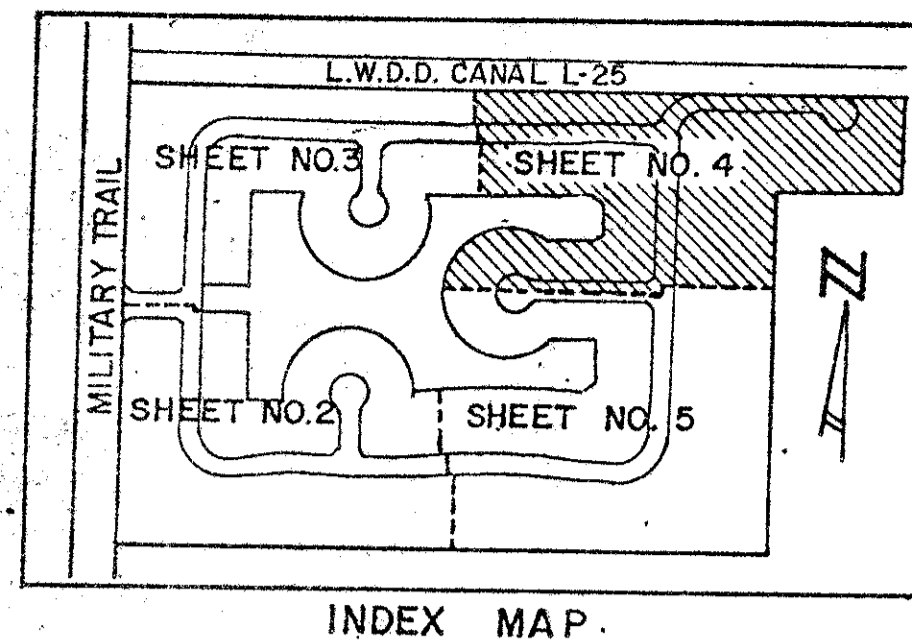 L.W.D.D. CANAL L-25
MILITARY TRAIL
SHEET NO.3
SHEET NO. 4
N
SHEET NO.2
SHEET NO. 5
INDEX MAP.